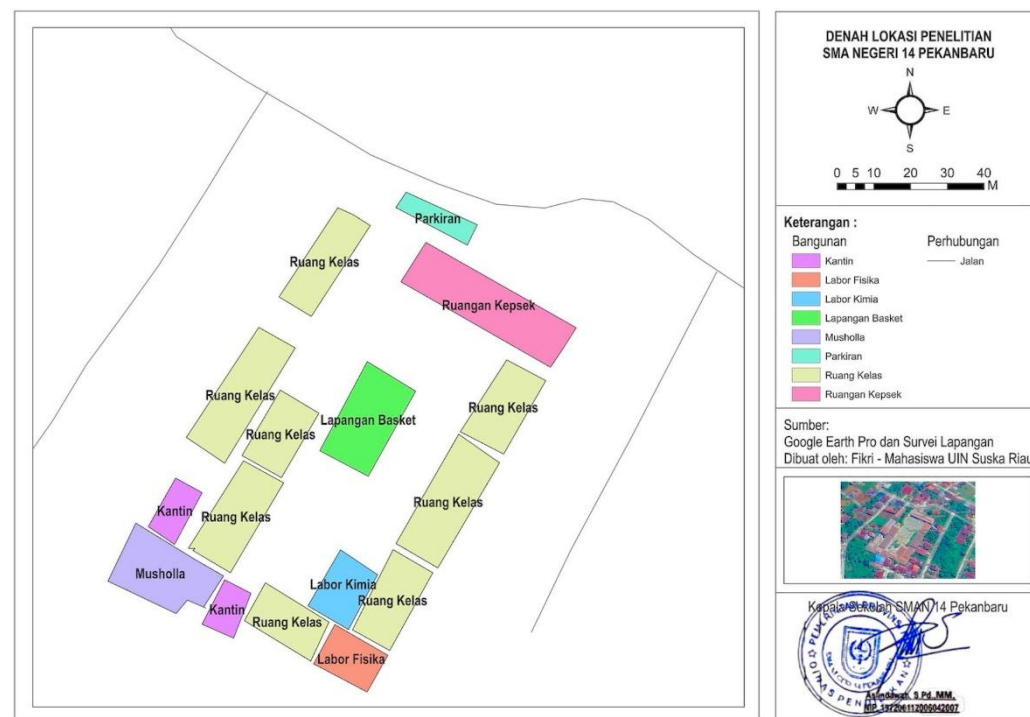 DENAH LOKASI PENELITIAN
SMA NEGERI 14 PEKANBARU
N
W E
S
0 5 10 20 30 40
M
Keterangan :
Bangunan
Kantin
Labor Fisika
Labor Kimia
Lapangan Basket
Musholla
Parkiran
Ruang Kelas
Ruangan Kepsek
Perhubungan
Jalan
Sumber:
Google Earth Pro dan Survei Lapangan
Dibuat oleh: Fikri - Mahasiswa UIN Suska Riau
Kepala Sekolah SMAN 14 Pekanbaru
S.Pd.,MM,
Parkiran
Ruang Kelas
Ruangan Kepsek
Ruang Kelas
Ruang Kelas
Lapangan Basket
Ruang Kelas
Ruang Kelas
Ruang Kelas
Kantin
Musholla
Labor Kimia
Ruang Kelas
Kantin
Ruang Kelas
Labor Fisika